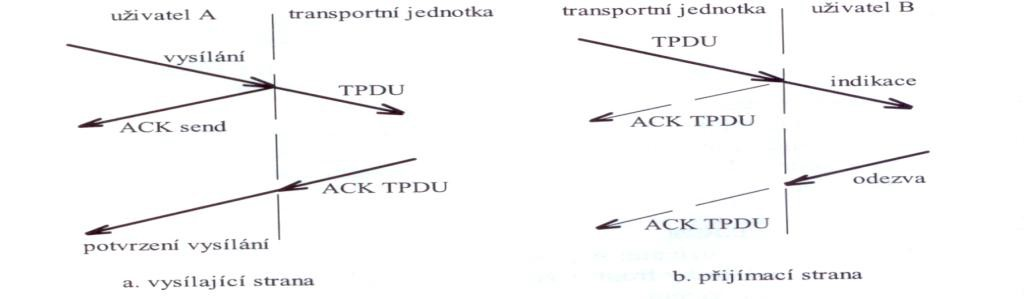 uživatel A
transportní jednotka
vysílání
TPDU
ACK send
ACK TPDU
potvrzení vysílání
a. vysílající strana
transportní jednotka
uživatel B
TPDU
indikace
ACK TPDU
odezva
ACK TPDU
b. přijímací strana